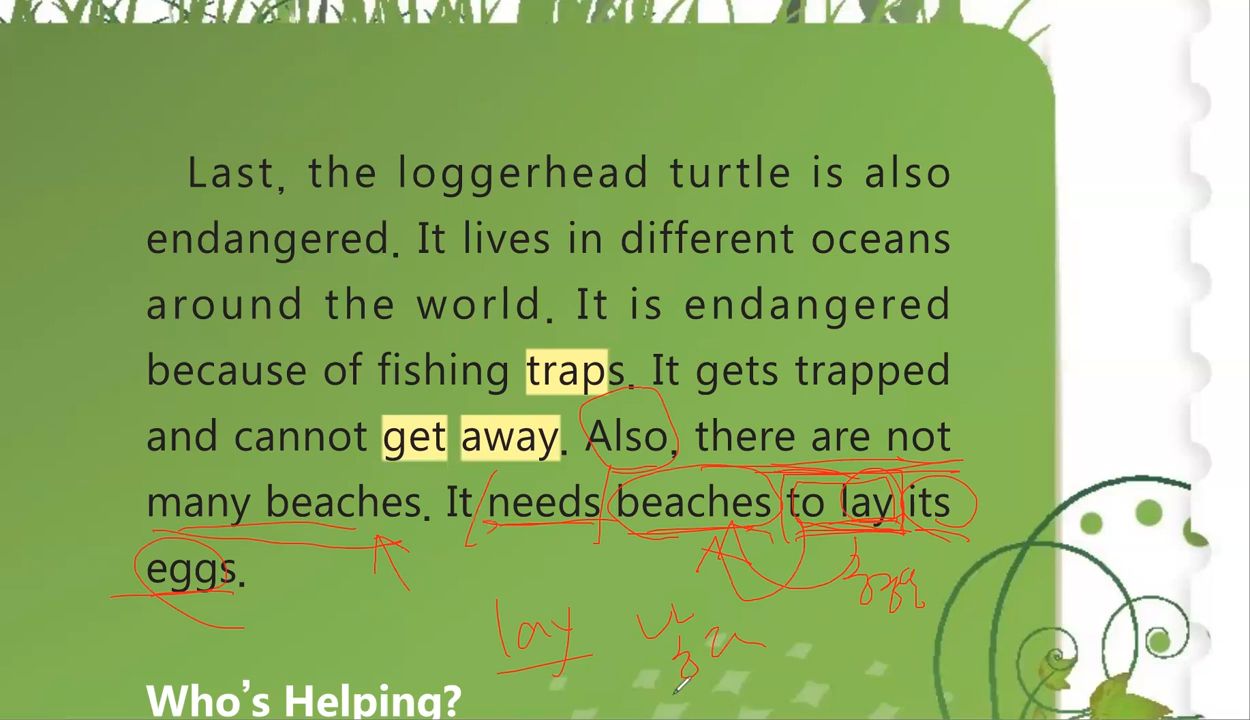 Last, the loggerhead turtle is also
endangered. It lives in different oceans
around the world. It is endangered
because of fishing traps. It gets trapped
and cannot get away. Also, there are not
many beaches. It needs beaches to lay its
eggs.
lay
Who's Helping?